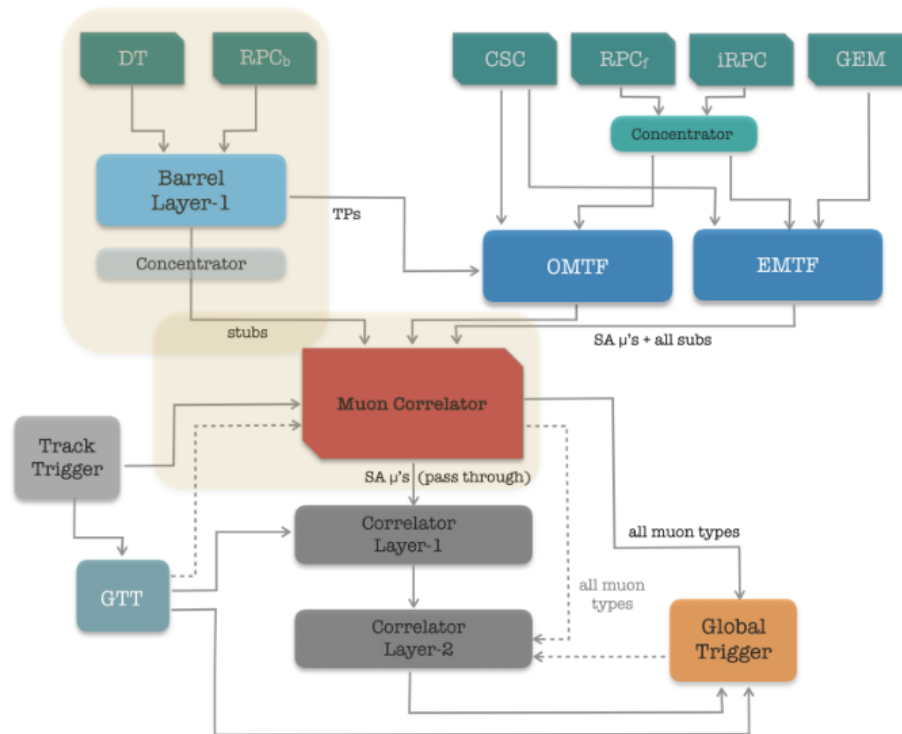 DT
RPCb
CSC
RPCf
iRPC
GEM
Concentrator
Barrel
Layer-1
TPs
Concentrator
OMTF
EMTF
stubs
SA μ's + all subs
Muon Correlator
Track
Trigger
SA μ's (pass through)
Correlator
Layer-1
all muon types
GTT
all muon
types
Correlator
Layer-2
Global
Trigger